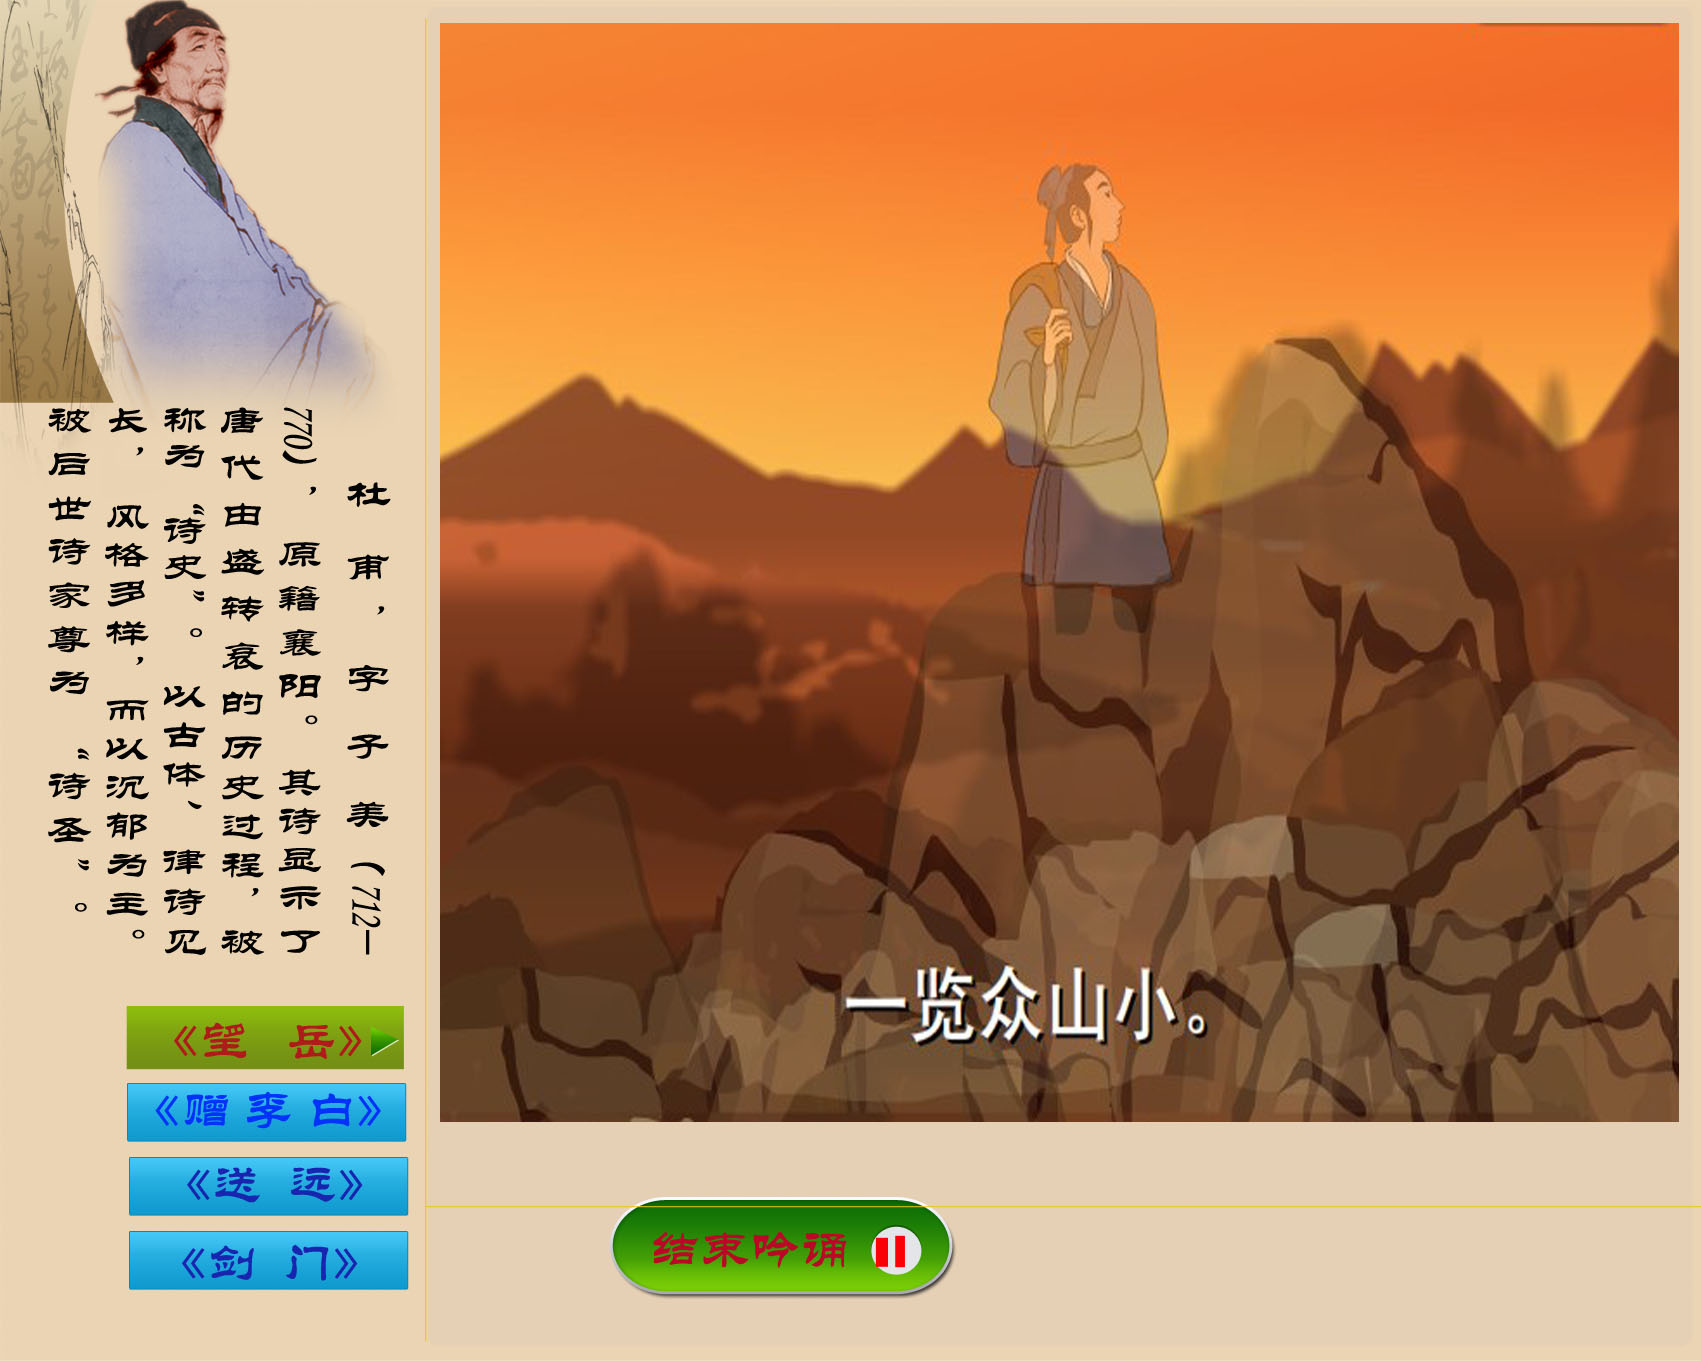 杜甫，字子美（712—
770），原籍襄阳。其诗显示了
唐代由盛转衰的历史过程，被
称为“诗史”。以古体、律诗见
长，风格多样，而以沉郁为主。
被后世诗家尊为“诗圣”。
《望 岳》
《赠 李 白》
《送 远》
《剑 门》
一览众山小。
结束吟诵